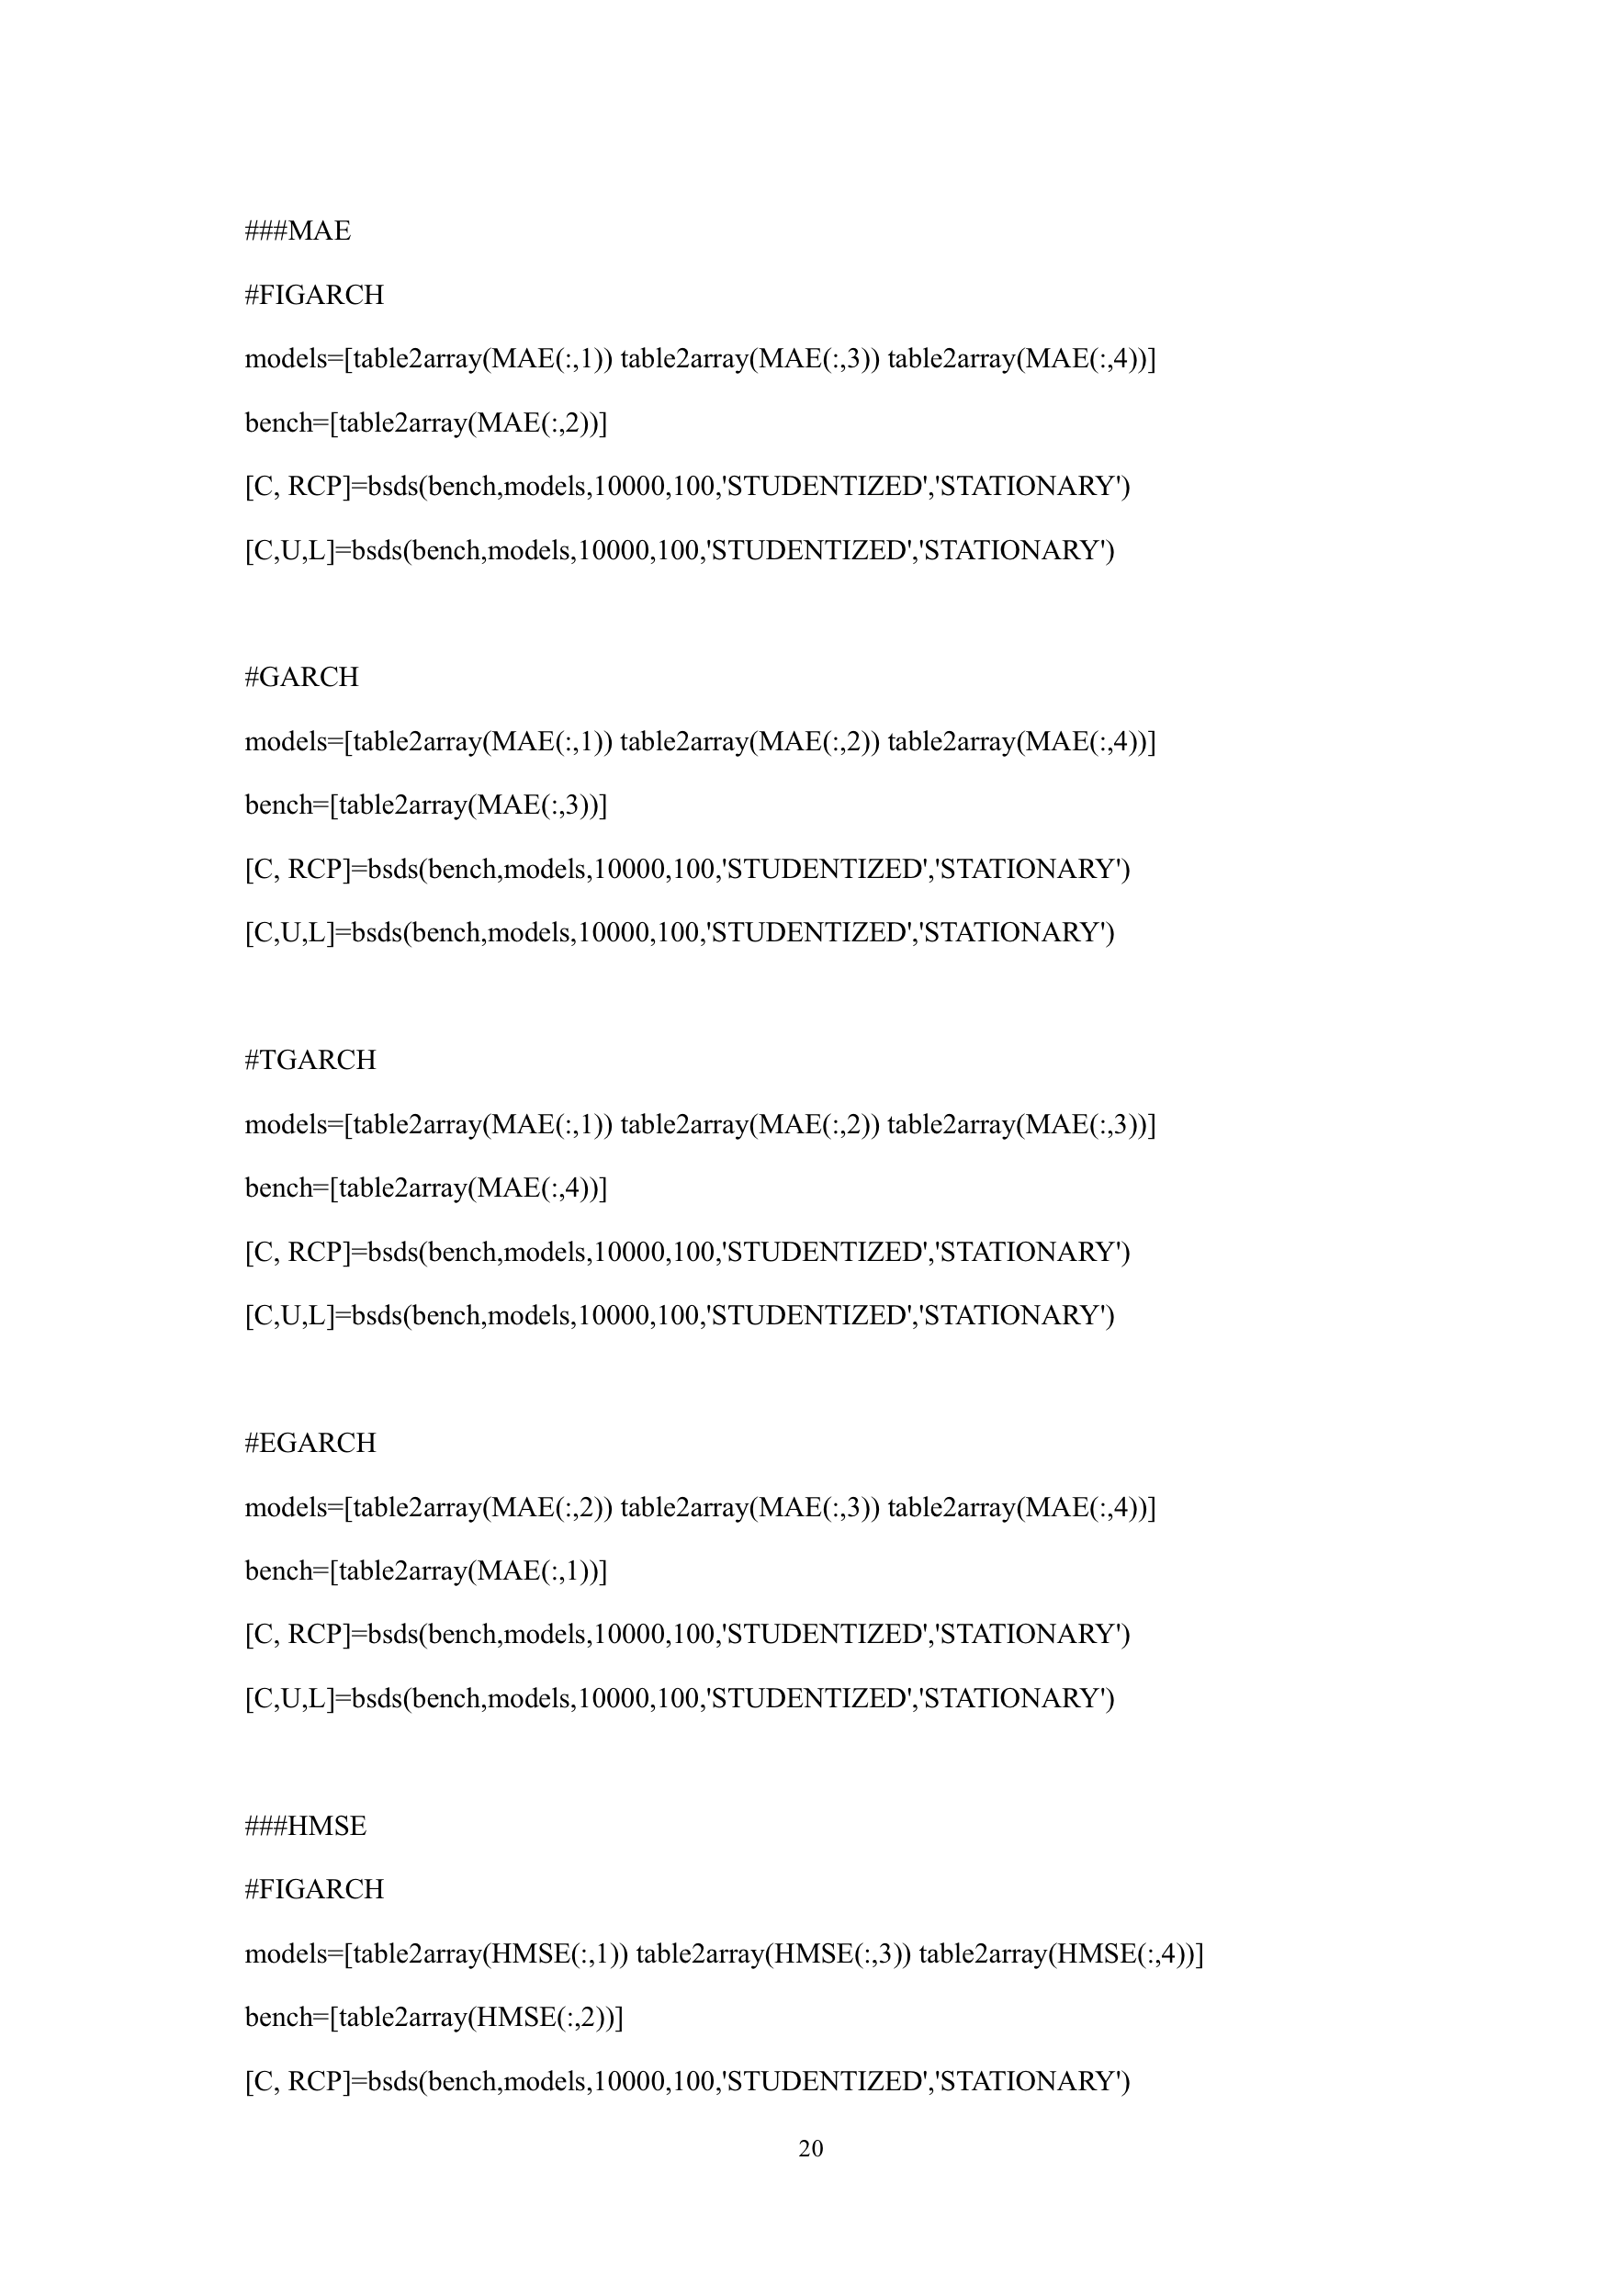 ###MAE
#FIGARCH
models=[table2array(MAE(:,1)) table2array(MAE(:,3)) table2array(MAE(:,4))]
bench=[table2array(MAE(:,2))]
[C, RCP]=bsds(bench,models,10000,100,'STUDENTIZED','STATIONARY')
[C,U,L]=bsds(bench,models,10000,100,'STUDENTIZED','STATIONARY')
#GARCH
models=[table2array(MAE(:,1)) table2array(MAE(:,2)) table2array(MAE(:,4))]
bench=[table2array(MAE(:,3))]
[C, RCP]=bsds(bench,models,10000,100,'STUDENTIZED','STATIONARY')
[C,U,L]=bsds(bench,models,10000,100,'STUDENTIZED','STATIONARY')
#TGARCH
models=[table2array(MAE(:,1)) table2array(MAE(:,2)) table2array(MAE(:,3))]
bench=[table2array(MAE(:,4))]
[C, RCP]=bsds(bench,models,10000,100,'STUDENTIZED','STATIONARY')
[C,U,L]=bsds(bench,models,10000,100,'STUDENTIZED','STATIONARY')
#EGARCH
models=[table2array(MAE(:,2)) table2array(MAE(:,3)) table2array(MAE(:,4))]
bench=[table2array(MAE(:,1))]
[C, RCP]=bsds(bench,models,10000,100,'STUDENTIZED','STATIONARY')
[C,U,L]=bsds(bench,models,10000,100,'STUDENTIZED','STATIONARY')
###HMSE
#FIGARCH
models=[table2array(HMSE(:,1)) table2array(HMSE(:,3)) table2array(HMSE(:,4))]
bench=[table2array(HMSE(:,2))]
[C, RCP]=bsds(bench,models,10000,100,'STUDENTIZED','STATIONARY')
20